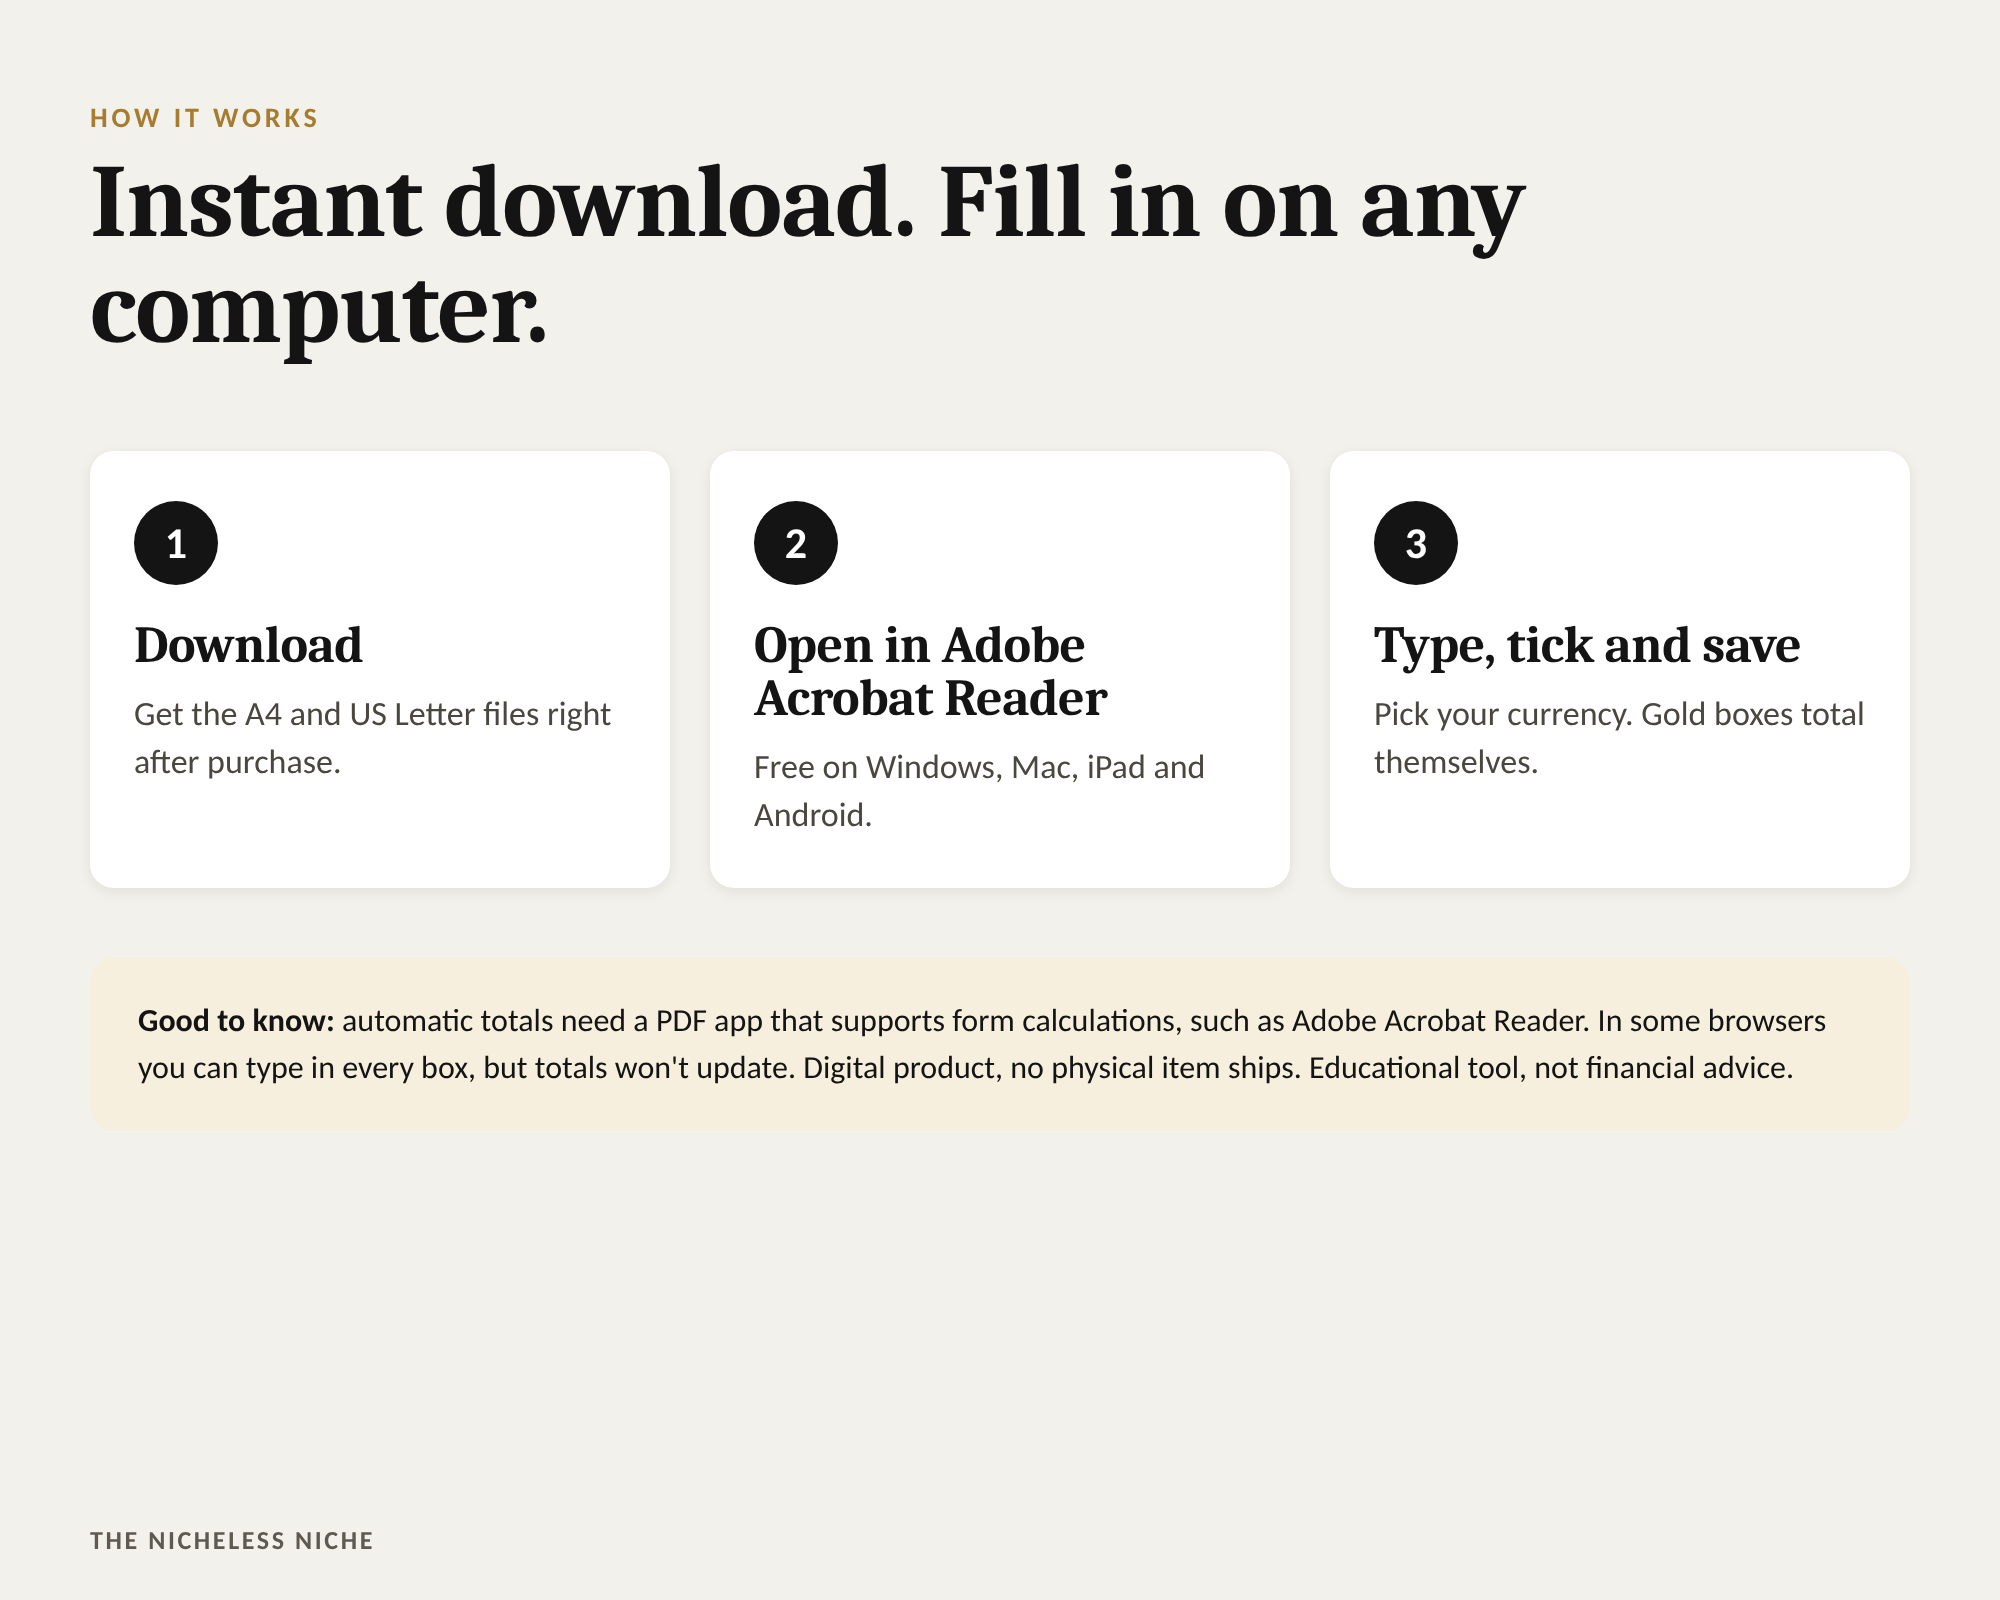 HOW IT WORKS
Instant download. Fill in on any
computer.
1
Download
Get the A4 and US Letter files right
after purchase.
2
Open in Adobe
Acrobat Reader
Free on Windows, Mac, iPad and
Android.
3
Type, tick and save
Pick your currency. Gold boxes total
themselves.
Good to know: automatic totals need a PDF app that supports form calculations, such as Adobe Acrobat Reader. In some browsers
you can type in every box, but totals won't update. Digital product, no physical item ships. Educational tool, not financial advice.
THE NICHELESS NICHE